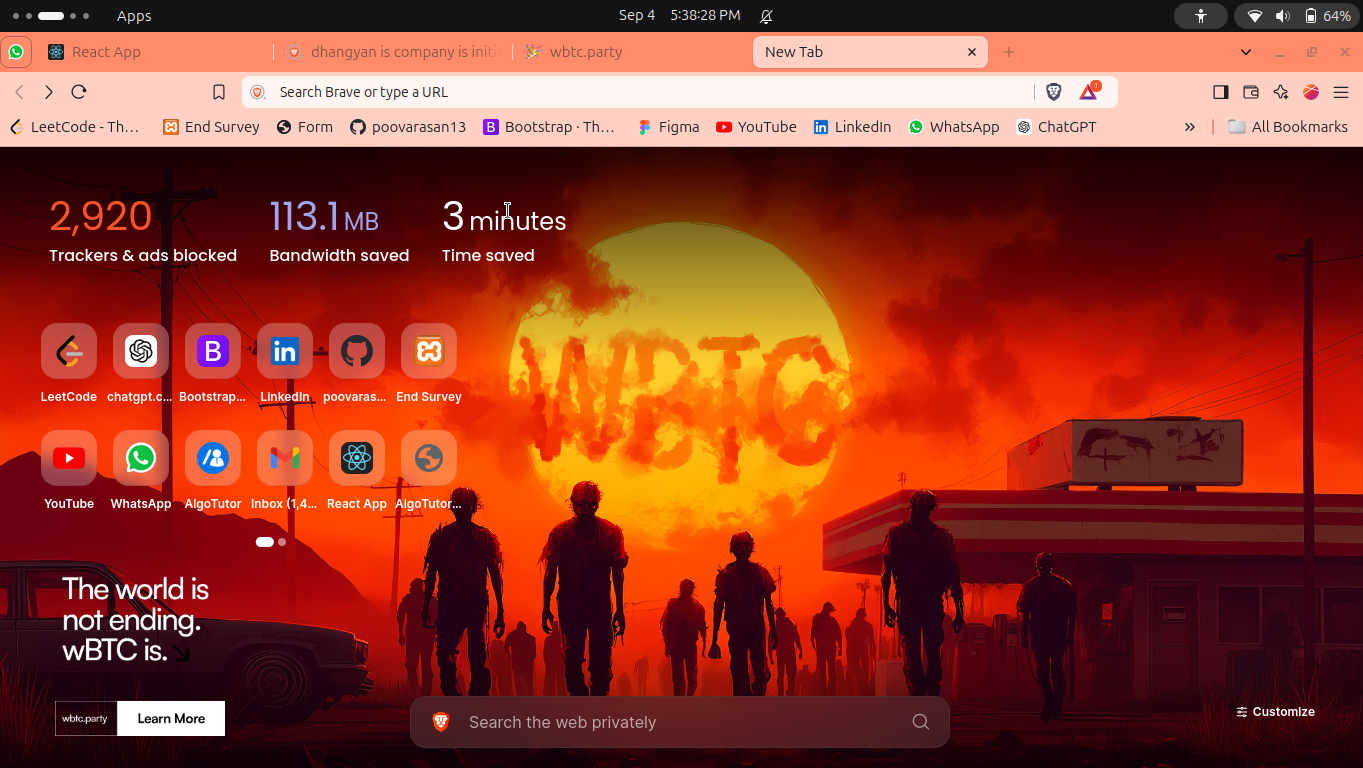 Apps
Sep 4 5:38:28 PM
64%
React App
dhangyan is company is initi
wbtc.party
New Tab
Search Brave or type a URL
1
LeetCode - Th…
End Survey
Form
poovarasan13
Bootstrap · Th…
Figma
YouTube
LinkedIn
WhatsApp
ChatGPT
»
All Bookmarks
2,920
Trackers & ads blocked
113.1 MB
Bandwidth saved
3 minutes
Time saved
WBTC
LeetCode
chatgpt.c...
Bootstrap...
LinkedIn
poovaras...
End Survey
YouTube
WhatsApp
AlgoTutor
Inbox (1,4...
React App
AlgoTutor...
The world is
not ending.
wBTC is.
wbtc.party
Learn More
Search the web privately
Customize